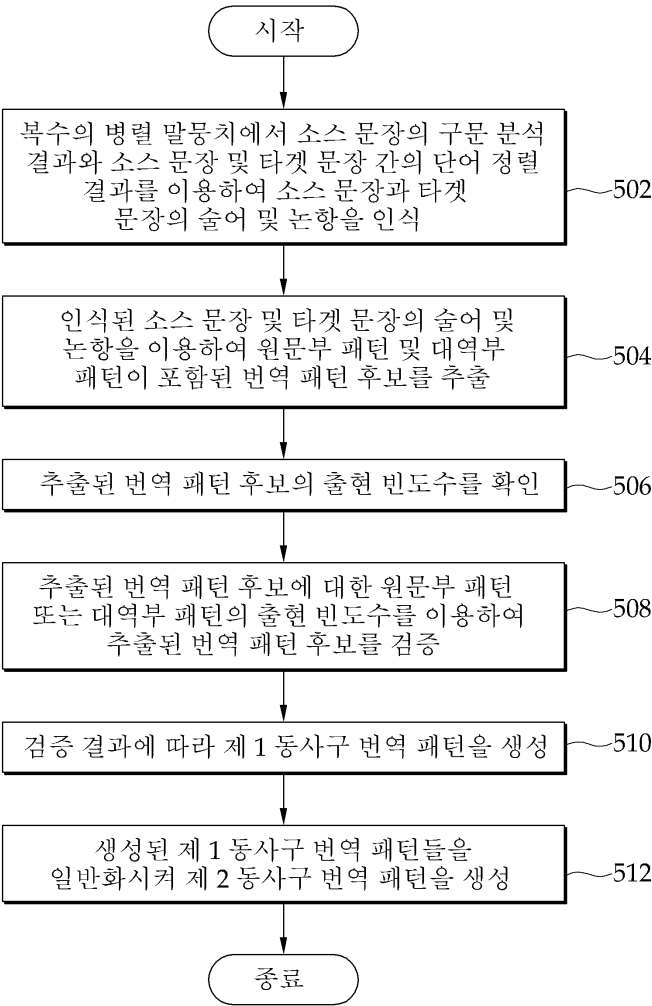 시작
복수의 병렬 말뭉치에서 소스 문장의 구문 분석
결과와 소스 문장 및 타겟 문장 간의 단어 정렬
결과를 이용하여 소스 문장과 타겟
문장의 술어 및 논항을 인식
502
인식된 소스 문장 및 타겟 문장의 술어 및
논항을 이용하여 원문부 패턴 및 대역부
패턴이 포함된 번역 패턴 후보를 추출
504
추출된 번역 패턴 후보의 출현 빈도수를 확인
506
추출된 번역 패턴 후보에 대한 원문부 패턴
또는 대역부 패턴의 출현 빈도수를 이용하여
추출된 번역 패턴 후보를 검증
508
검증 결과에 따라 제 1 동사구 번역 패턴을 생성
510
생성된 제 1 동사구 번역 패턴들을
일반화시켜 제 2 동사구 번역 패턴을 생성
512
종료